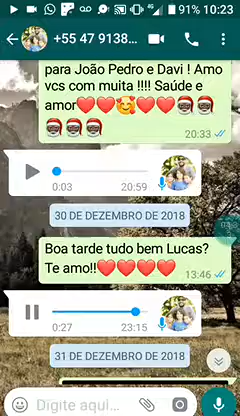 91% 10:23
+55 47 9138...
para João Pedro e Davi ! Amo
vcs com muita !!!! Saúde e
amor❤️❤️🥰❤️❤️🎅🏿🎅🏿
🎅🏿🎅🏿🎅🏿
20:33
0:03 20:59
30 DE DEZEMBRO DE 2018
Boa tarde tudo bem Lucas?
Te amo!!❤️❤️❤️❤️
13:46
0:27 23:15
31 DE DEZEMBRO DE 2018
Digite aqui...